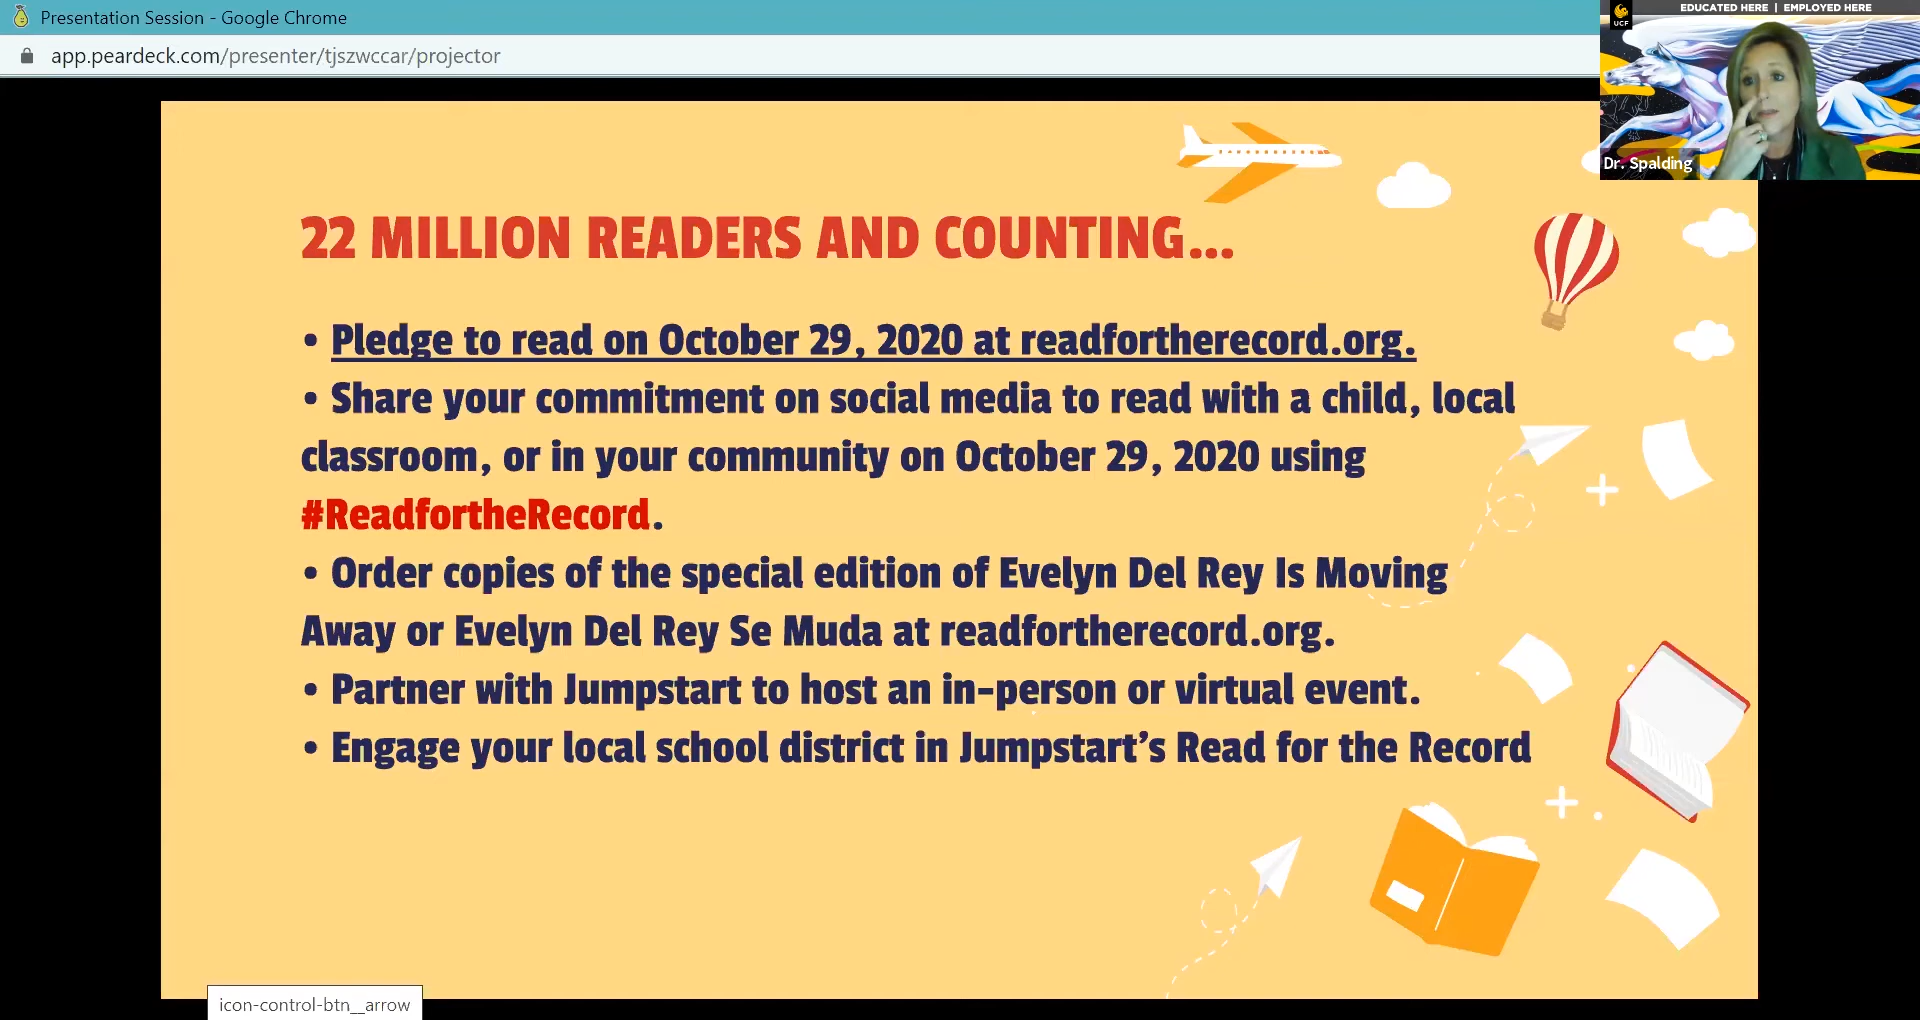 Presentation Session - Google Chrome
app.peardeck.com/presenter/tjszwccar/projector
EDUCATED HERE | EMPLOYED HERE
UCF
Dr. Spalding
22 MILLION READERS AND COUNTING...
• Pledge to read on October 29, 2020 at readfortherecord.org.
• Share your commitment on social media to read with a child, local
classroom, or in your community on October 29, 2020 using
#ReadfortheRecord.
• Order copies of the special edition of Evelyn Del Rey Is Moving
Away or Evelyn Del Rey Se Muda at readfortherecord.org.
• Partner with Jumpstart to host an in-person or virtual event.
• Engage your local school district in Jumpstart’s Read for the Record
icon-control-btn__arrow